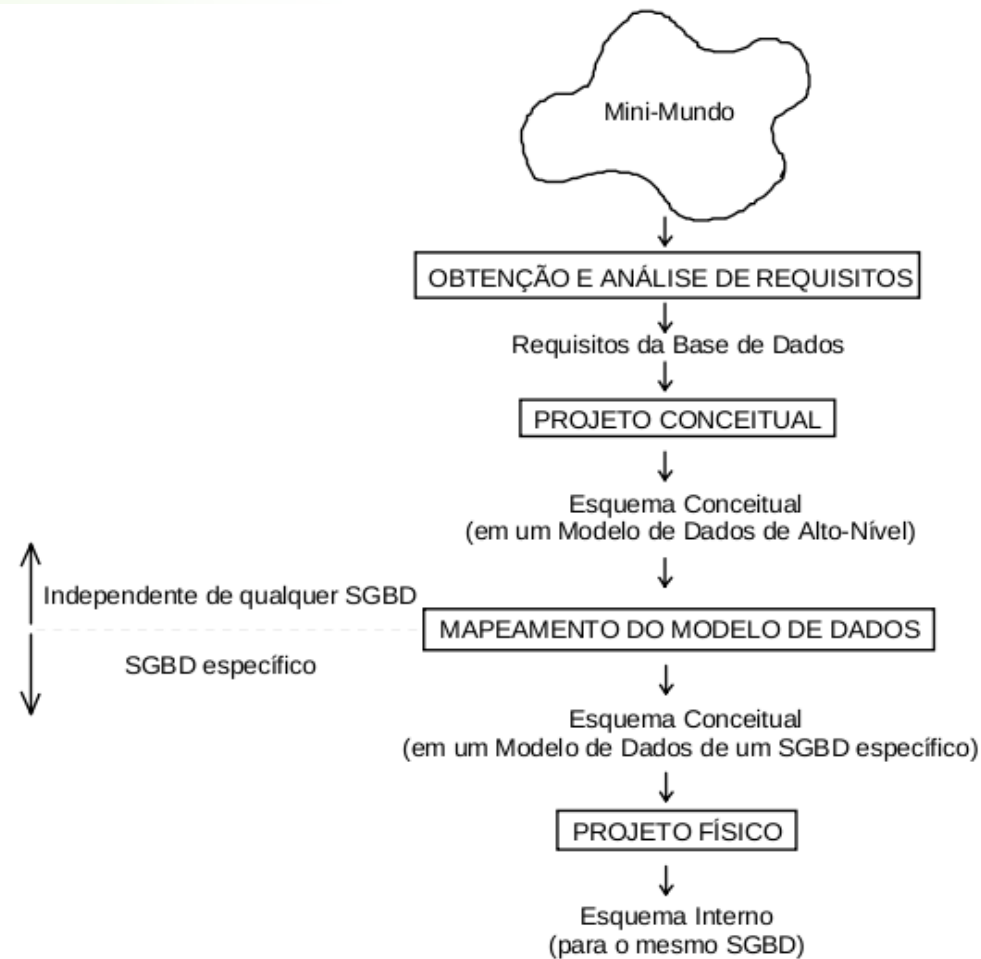 Mini-Mundo
OBTENÇÃO E ANÁLISE DE REQUISITOS
Requisitos da Base de Dados
PROJETO CONCEITUAL
Esquema Conceitual
(em um Modelo de Dados de Alto-Nível)
Independente de qualquer SGBD
MAPEAMENTO DO MODELO DE DADOS
SGBD específico
Esquema Conceitual
(em um Modelo de Dados de um SGBD específico)
PROJETO FÍSICO
Esquema Interno
(para o mesmo SGBD)